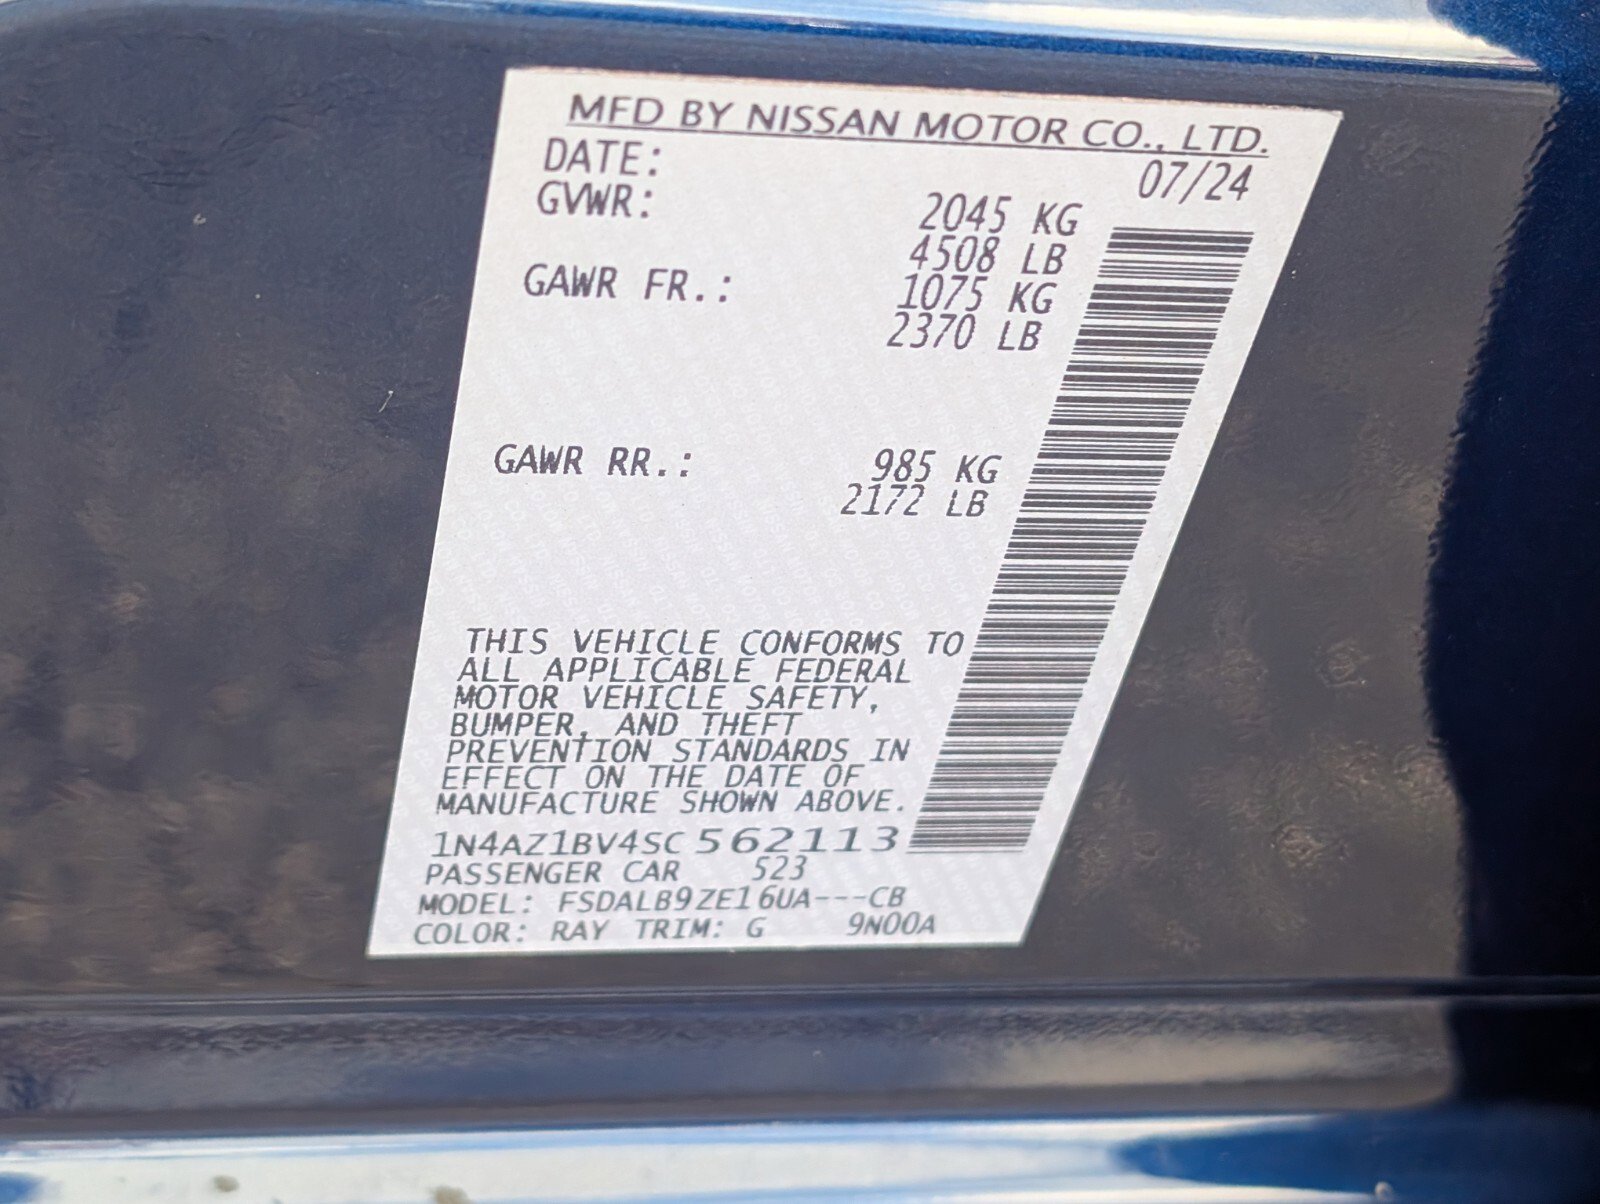 MFD BY NISSAN MOTOR CO., LTD.
DATE: 07/24
GVWR: 2045 KG
4508 LB
GAWR FR.: 1075 KG
2370 LB
GAWR RR.: 985 KG
2172 LB
THIS VEHICLE CONFORMS TO
ALL APPLICABLE FEDERAL
MOTOR VEHICLE SAFETY,
BUMPER, AND THEFT
PREVENTION STANDARDS IN
EFFECT ON THE DATE OF
MANUFACTURE SHOWN ABOVE.
1N4AZ1BV4SC562113
PASSENGER CAR 523
MODEL: FSDALB9ZE16UA---CB
COLOR: RAY TRIM: G 9N00A